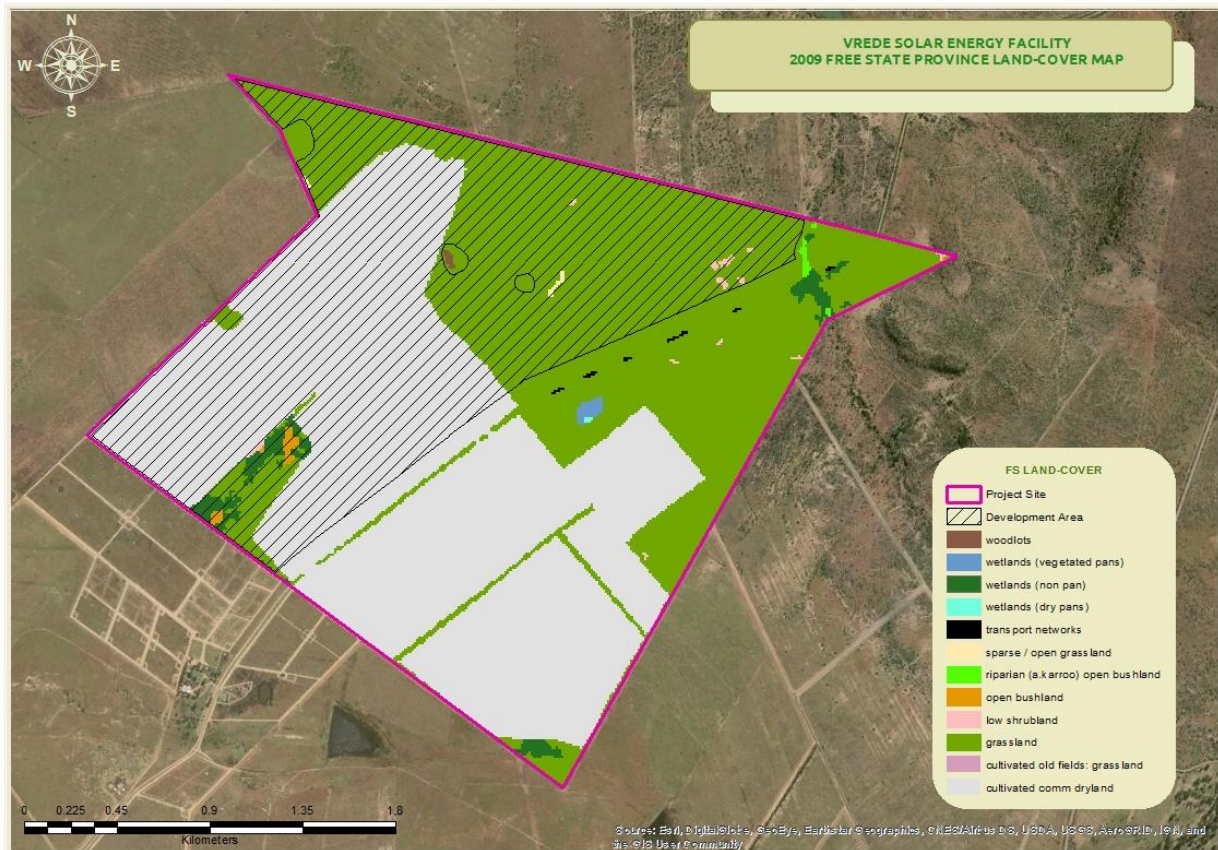 N
W E
S
VREDE SOLAR ENERGY FACILITY
2009 FREE STATE PROVINCE LAND-COVER MAP
FS LAND-COVER
Project Site
Development Area
woodlots
wetlands (vegetated pans)
wetlands (non pan)
wetlands (dry pans)
transport networks
sparse / open grassland
riparian (a.karroo) open bushland
open bushland
low shrubland
grassland
cultivated old fields: grassland
cultivated comm dryland
0 0.225 0.45 0.9 1.35 1.8
Kilometers
Source: Esri, DigitalGlobe, GeoEye, Earthstar Geographics, CNES/Airbus DS, USDA, USGS, AeroGRID, IGN, and
the GIS User Community